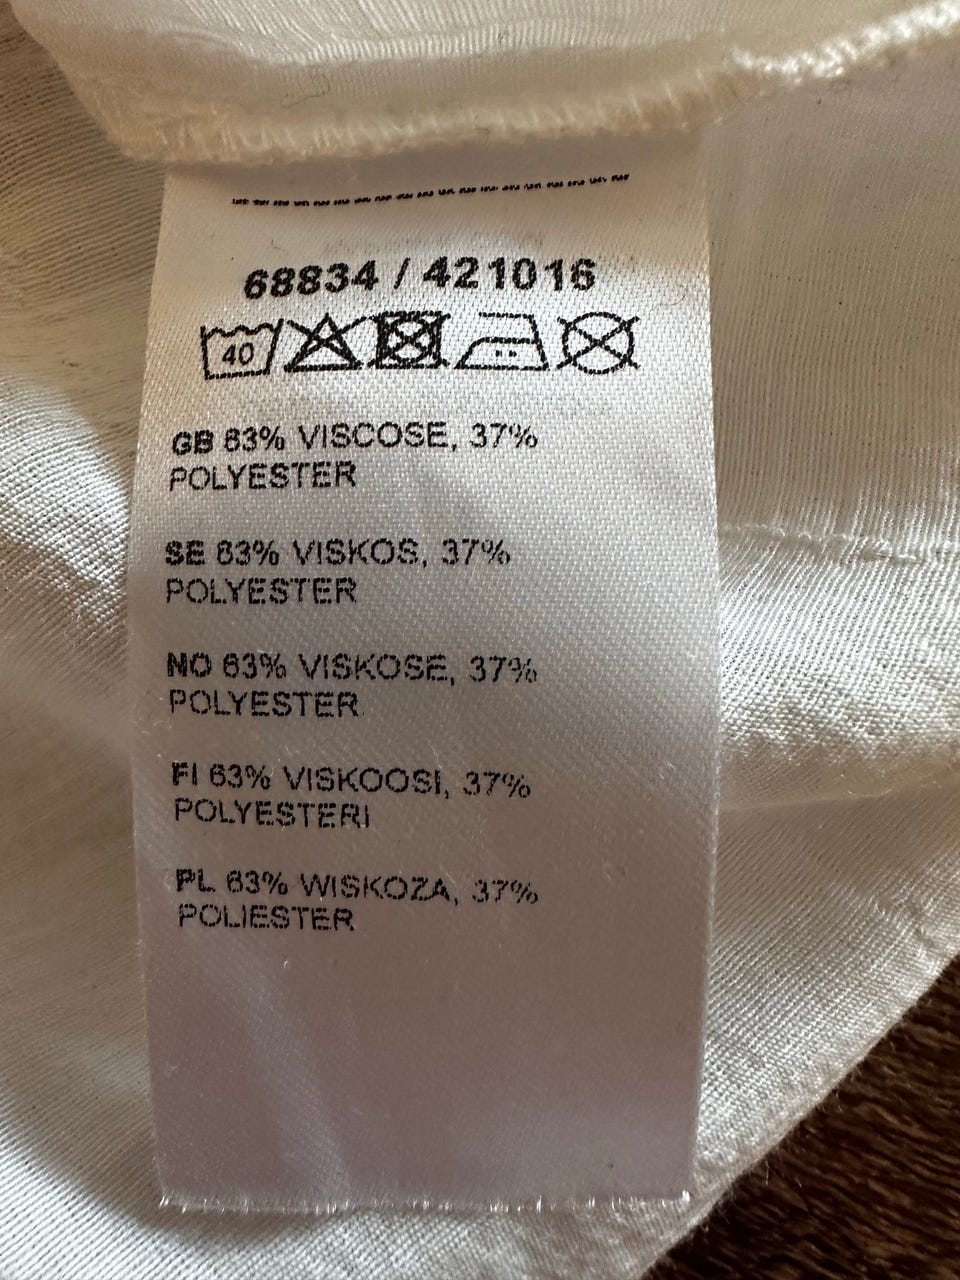 68834 / 421016
40
GB 63% VISCOSE, 37%
POLYESTER
SE 63% VISKOS, 37%
POLYESTER
NO 63% VISKOSE, 37%
POLYESTER
FI 63% VISKOOSI, 37%
POLYESTERI
PL 63% WISKOZA, 37%
POLIESTER